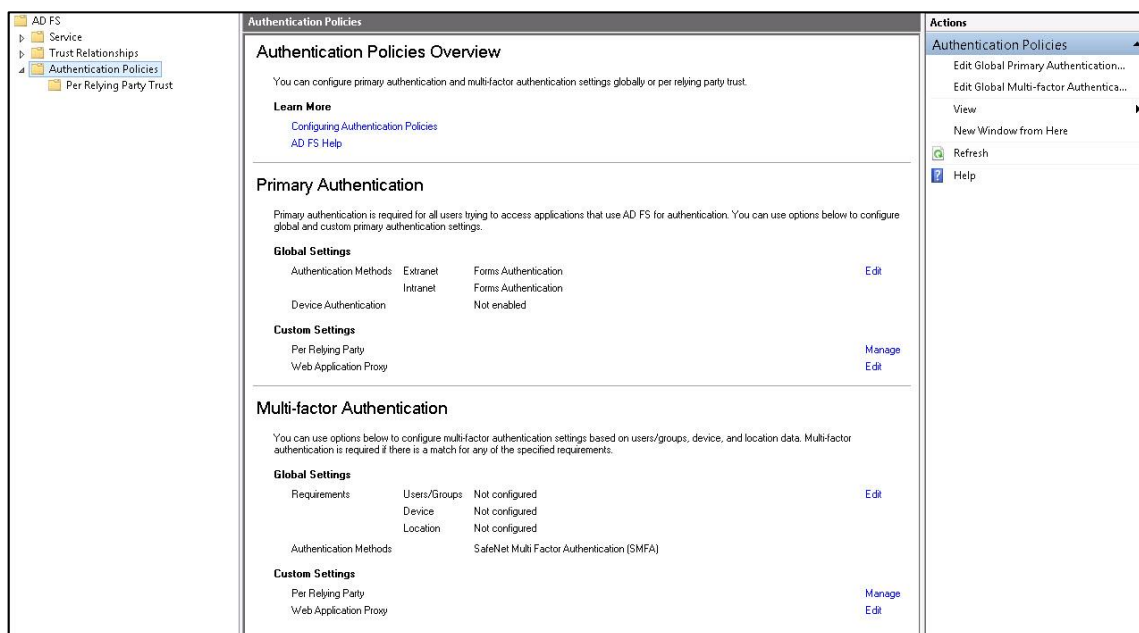 AD FS
Service
Trust Relationships
Authentication Policies
Per Relying Party Trust
Authentication Policies
Authentication Policies Overview
You can configure primary authentication and multi-factor authentication settings globally or per relying party trust.
Learn More
Configuring Authentication Policies
AD FS Help
Primary Authentication
Primary authentication is required for all users trying to access applications that use AD FS for authentication. You can use options below to configure
global and custom primary authentication settings.
Global Settings
Authentication Methods Extranet Forms Authentication Edit
Intranet Forms Authentication
Device Authentication Not enabled
Custom Settings
Per Relying Party Manage
Web Application Proxy Edit
Multi-factor Authentication
You can use options below to configure multi-factor authentication settings based on users/groups, device, and location data. Multi-factor
authentication is required if there is a match for any of the specified requirements.
Global Settings
Requirements Users/Groups Not configured Edit
Device Not configured
Location Not configured
Authentication Methods SafeNet Multi Factor Authentication (SMFA)
Custom Settings
Per Relying Party Manage
Web Application Proxy Edit
Actions
Authentication Policies
Edit Global Primary Authentication...
Edit Global Multi-factor Authentica...
View
New Window from Here
Refresh
Help